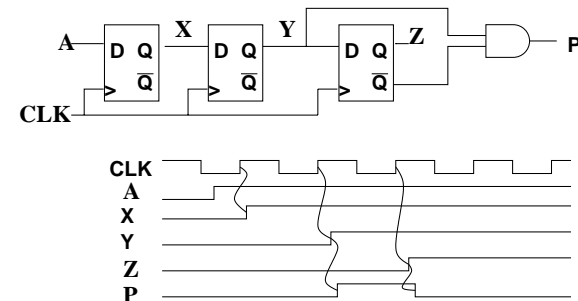 X Y
A D Q D Q D Q Z
Q Q Q P
> > >
CLK
CLK
A
X
Y
Z
P